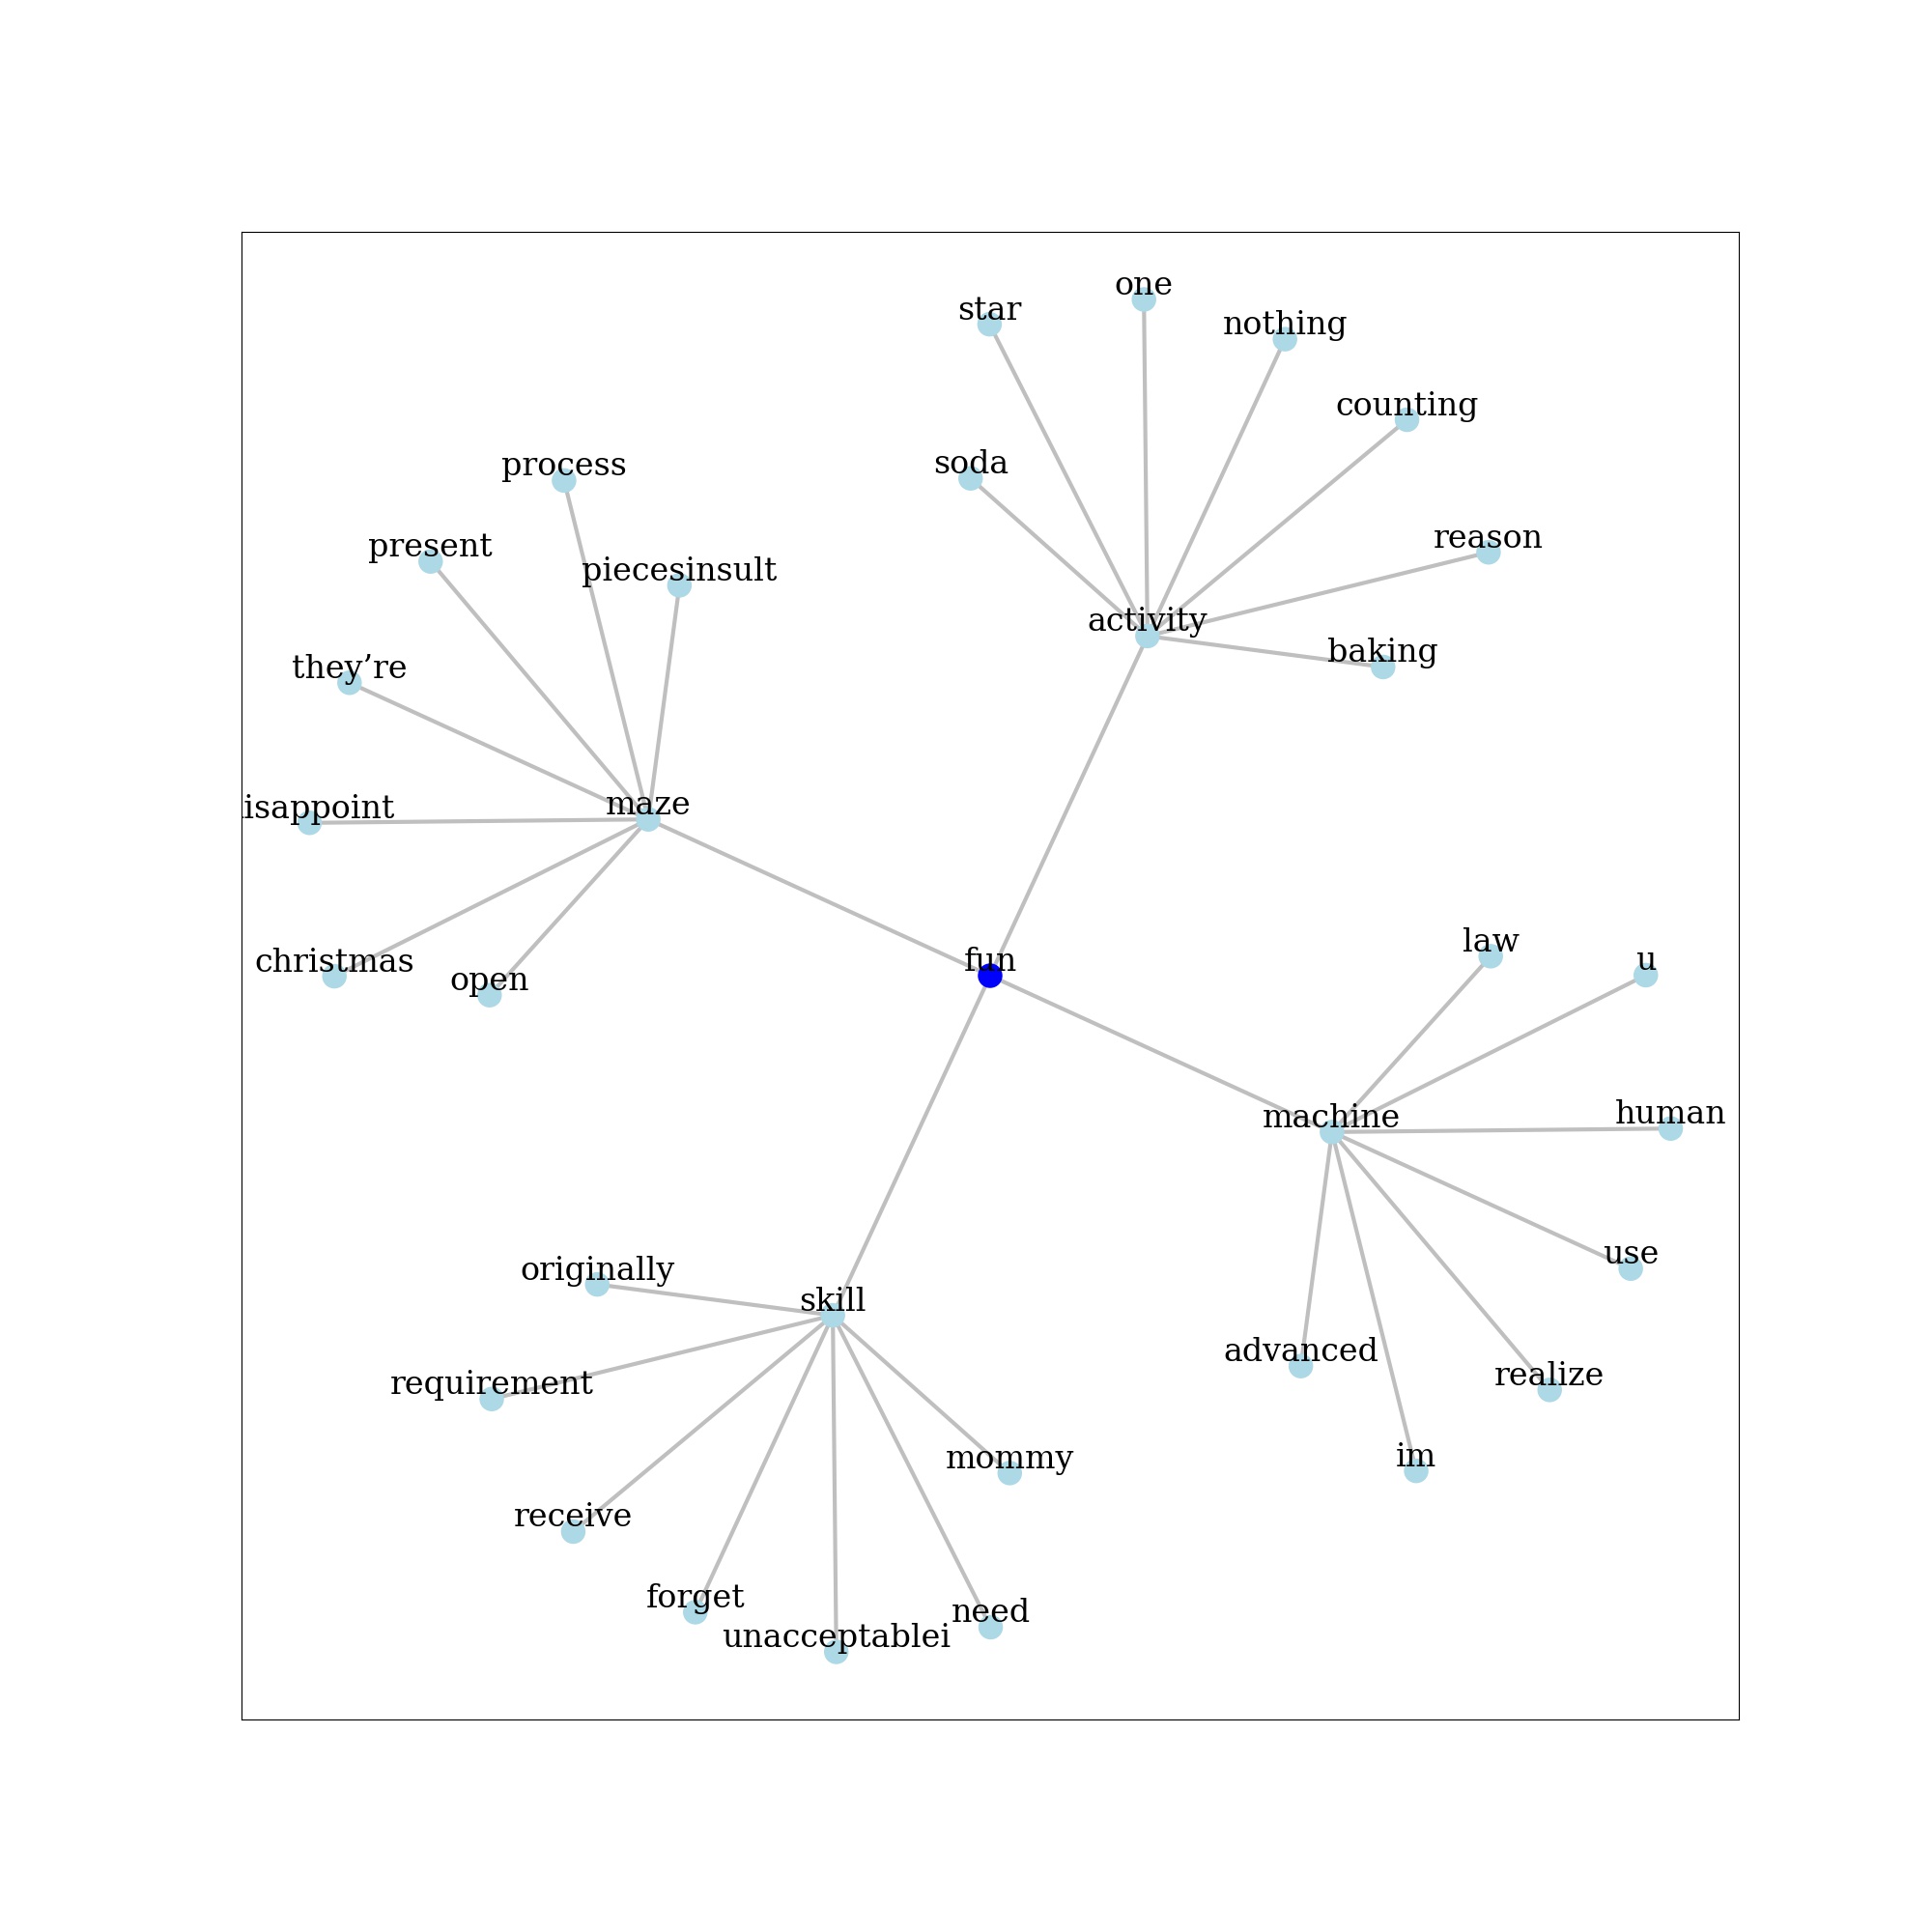 one
star
nothing
counting
soda
process
reason
present
piecesinsult
activity
baking
they’re
maze
isappoint
law
u
fun
christmas
open
human
machine
use
originally
skill
advanced
realize
requirement
im
mommy
receive
forget
need
unacceptablei